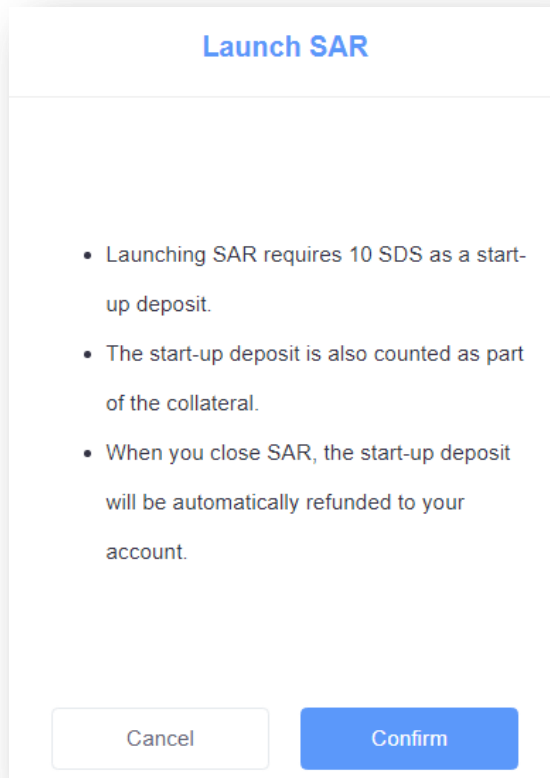 Launch SAR
• Launching SAR requires 10 SDS as a start-
up deposit.
• The start-up deposit is also counted as part
of the collateral.
• When you close SAR, the start-up deposit
will be automatically refunded to your
account.
Cancel
Confirm